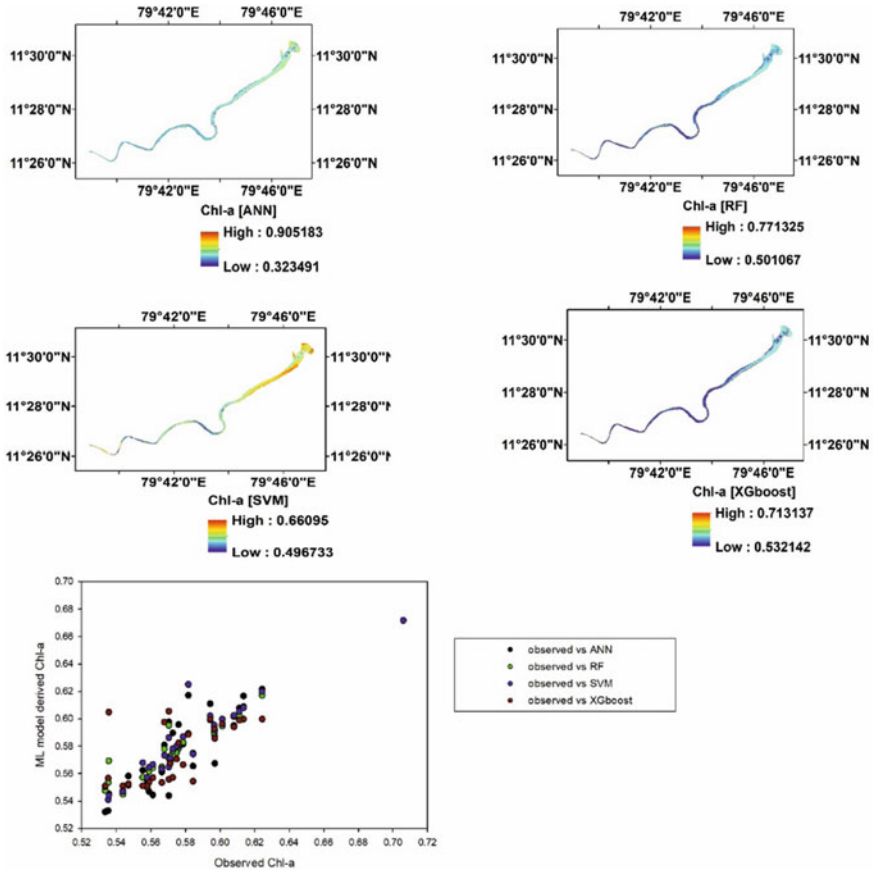 79°42'0"E 79°46'0"E
11°30'0"N 11°30'0"N
11°28'0"N 11°28'0"N
11°26'0"N 11°26'0"N
79°42'0"E 79°46'0"E
Chl-a [ANN]
High : 0.905183
Low : 0.323491
79°42'0"E 79°46'0"E
11°30'0"N 11°30'0"N
11°28'0"N 11°28'0"N
11°26'0"N 11°26'0"N
79°42'0"E 79°46'0"E
Chl-a [RF]
High : 0.771325
Low : 0.501067
79°42'0"E 79°46'0"E
11°30'0"N 11°30'0"N
11°28'0"N 11°28'0"N
11°26'0"N 11°26'0"N
79°42'0"E 79°46'0"E
Chl-a [SVM]
High : 0.66095
Low : 0.496733
79°42'0"E 79°46'0"E
11°30'0"N 11°30'0"N
11°28'0"N 11°28'0"N
11°26'0"N 11°26'0"N
79°42'0"E 79°46'0"E
Chl-a [XGboost]
High : 0.713137
Low : 0.532142
ML model derived Chl-a
0.70
0.68
0.66
0.64
0.62
0.60
0.58
0.56
0.54
0.52
0.52 0.54 0.56 0.58 0.60 0.62 0.64 0.66 0.68 0.70 0.72
Observed Chl-a
observed vs ANN
observed vs RF
observed vs SVM
observed vs XGboost